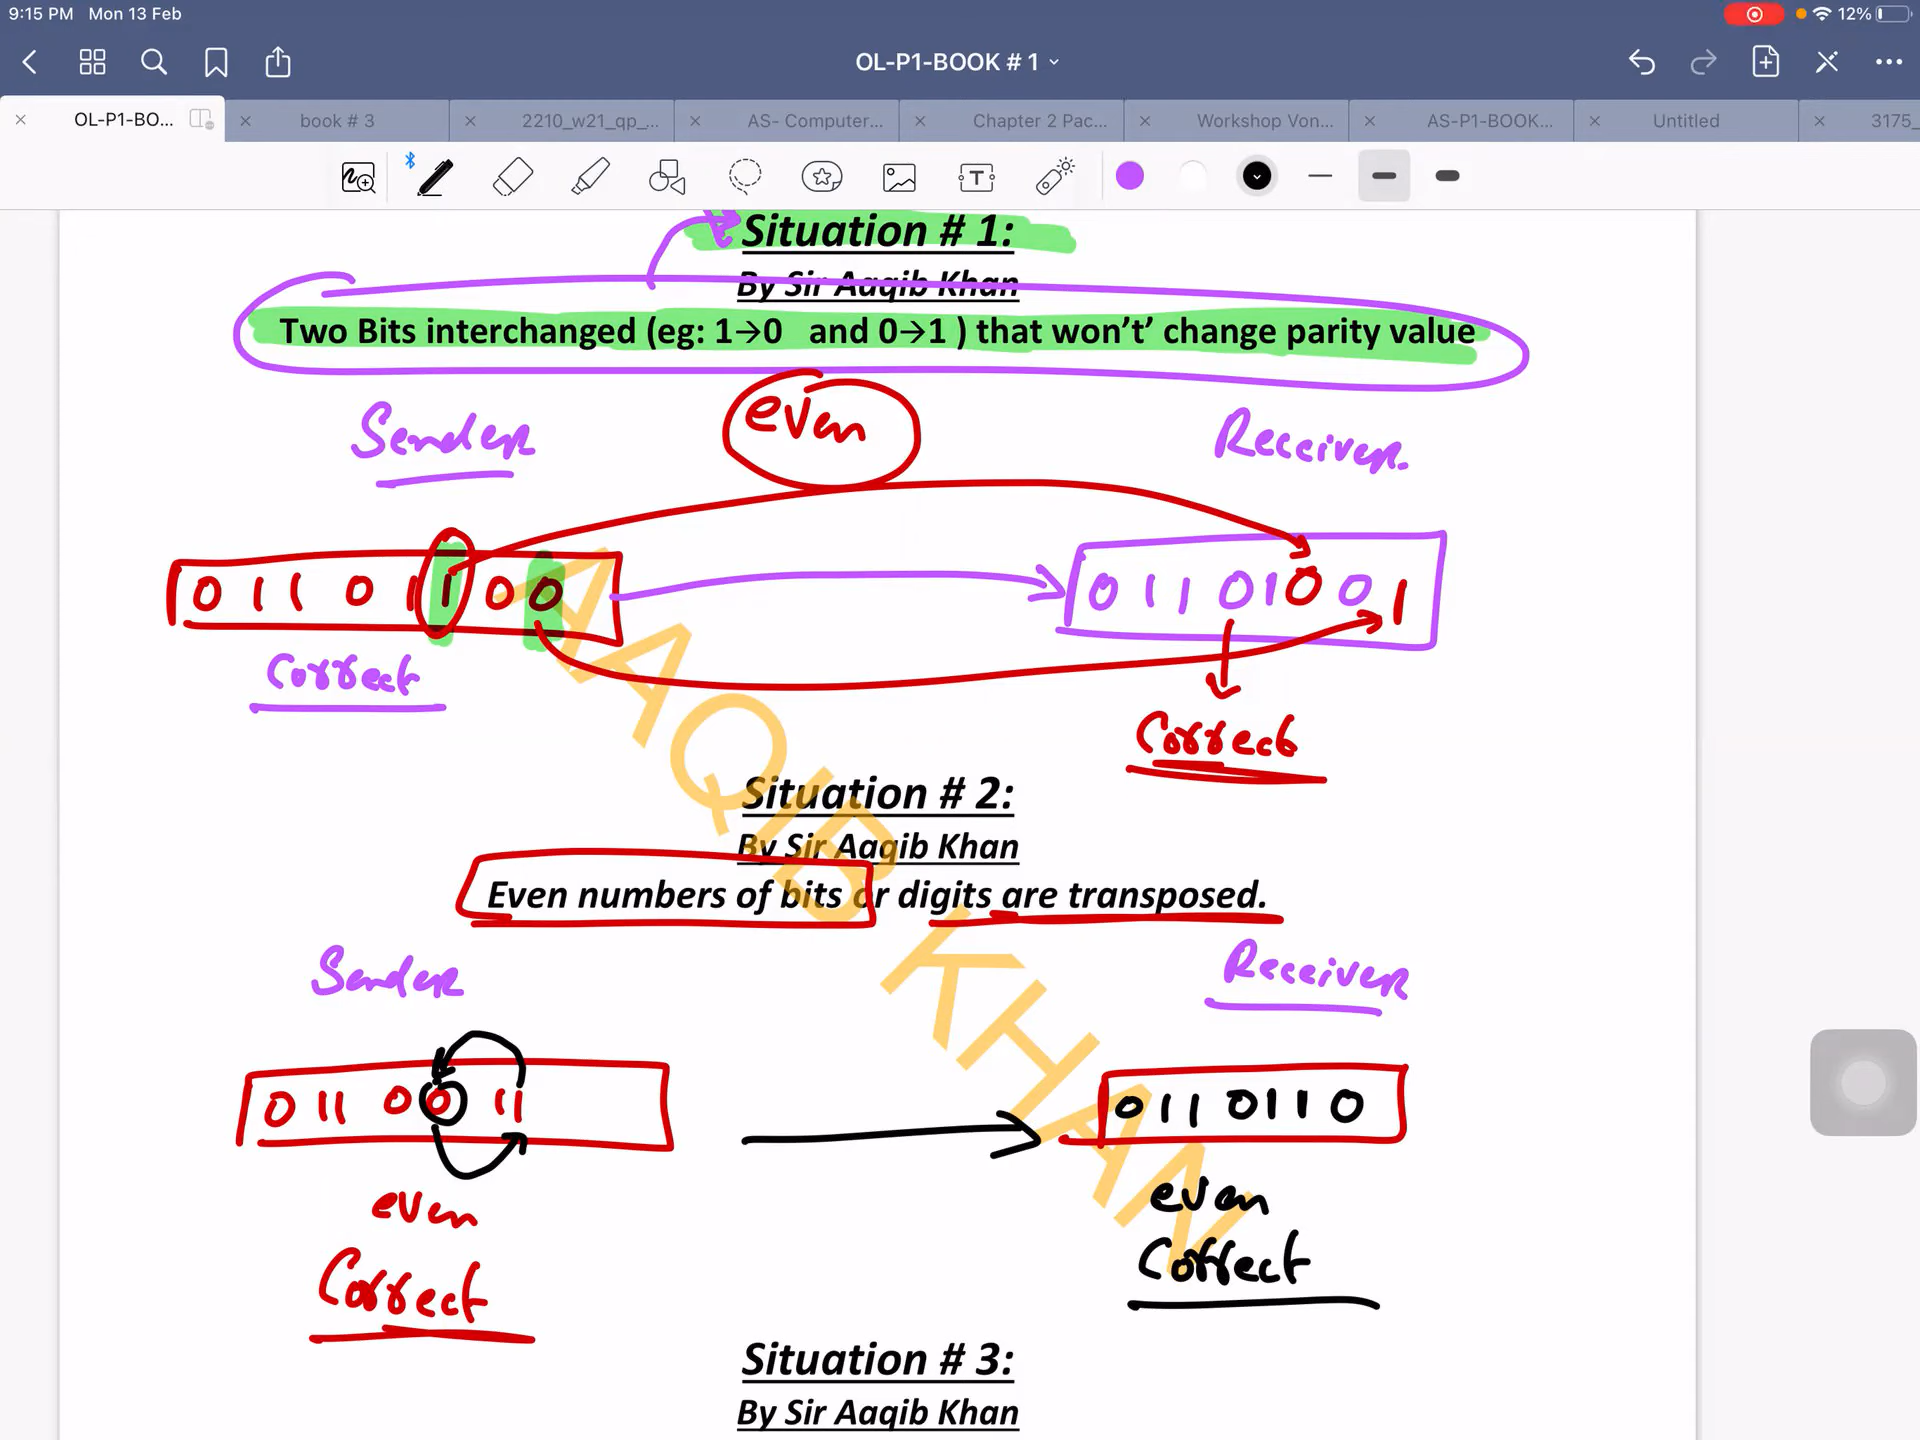 9:15 PM Mon 13 Feb
12%
OL-P1-BOOK # 1
OL-P1-BO...
book # 3
2210_w21_qp_...
AS- Computer...
Chapter 2 Pac...
Workshop Von...
AS-P1-BOOK...
Untitled
3175_
Situation # 1:
By Sir Aaqib Khan
Two Bits interchanged (eg: 1→0 and 0→1 ) that won't' change parity value
even
Sender
Receiver.
0 1 1 0 1 1 0 0
0 1 1 0 1 0 0 1
Correct
Correct
Situation # 2:
By Sir Aaqib Khan
Even numbers of bits or digits are transposed.
Sender
Receiver
0 1 1 0 0 1 1
0 1 1 0 1 1 0
even
even
Correct
Correct
Situation # 3:
By Sir Aaqib Khan
AAQIB KHAN